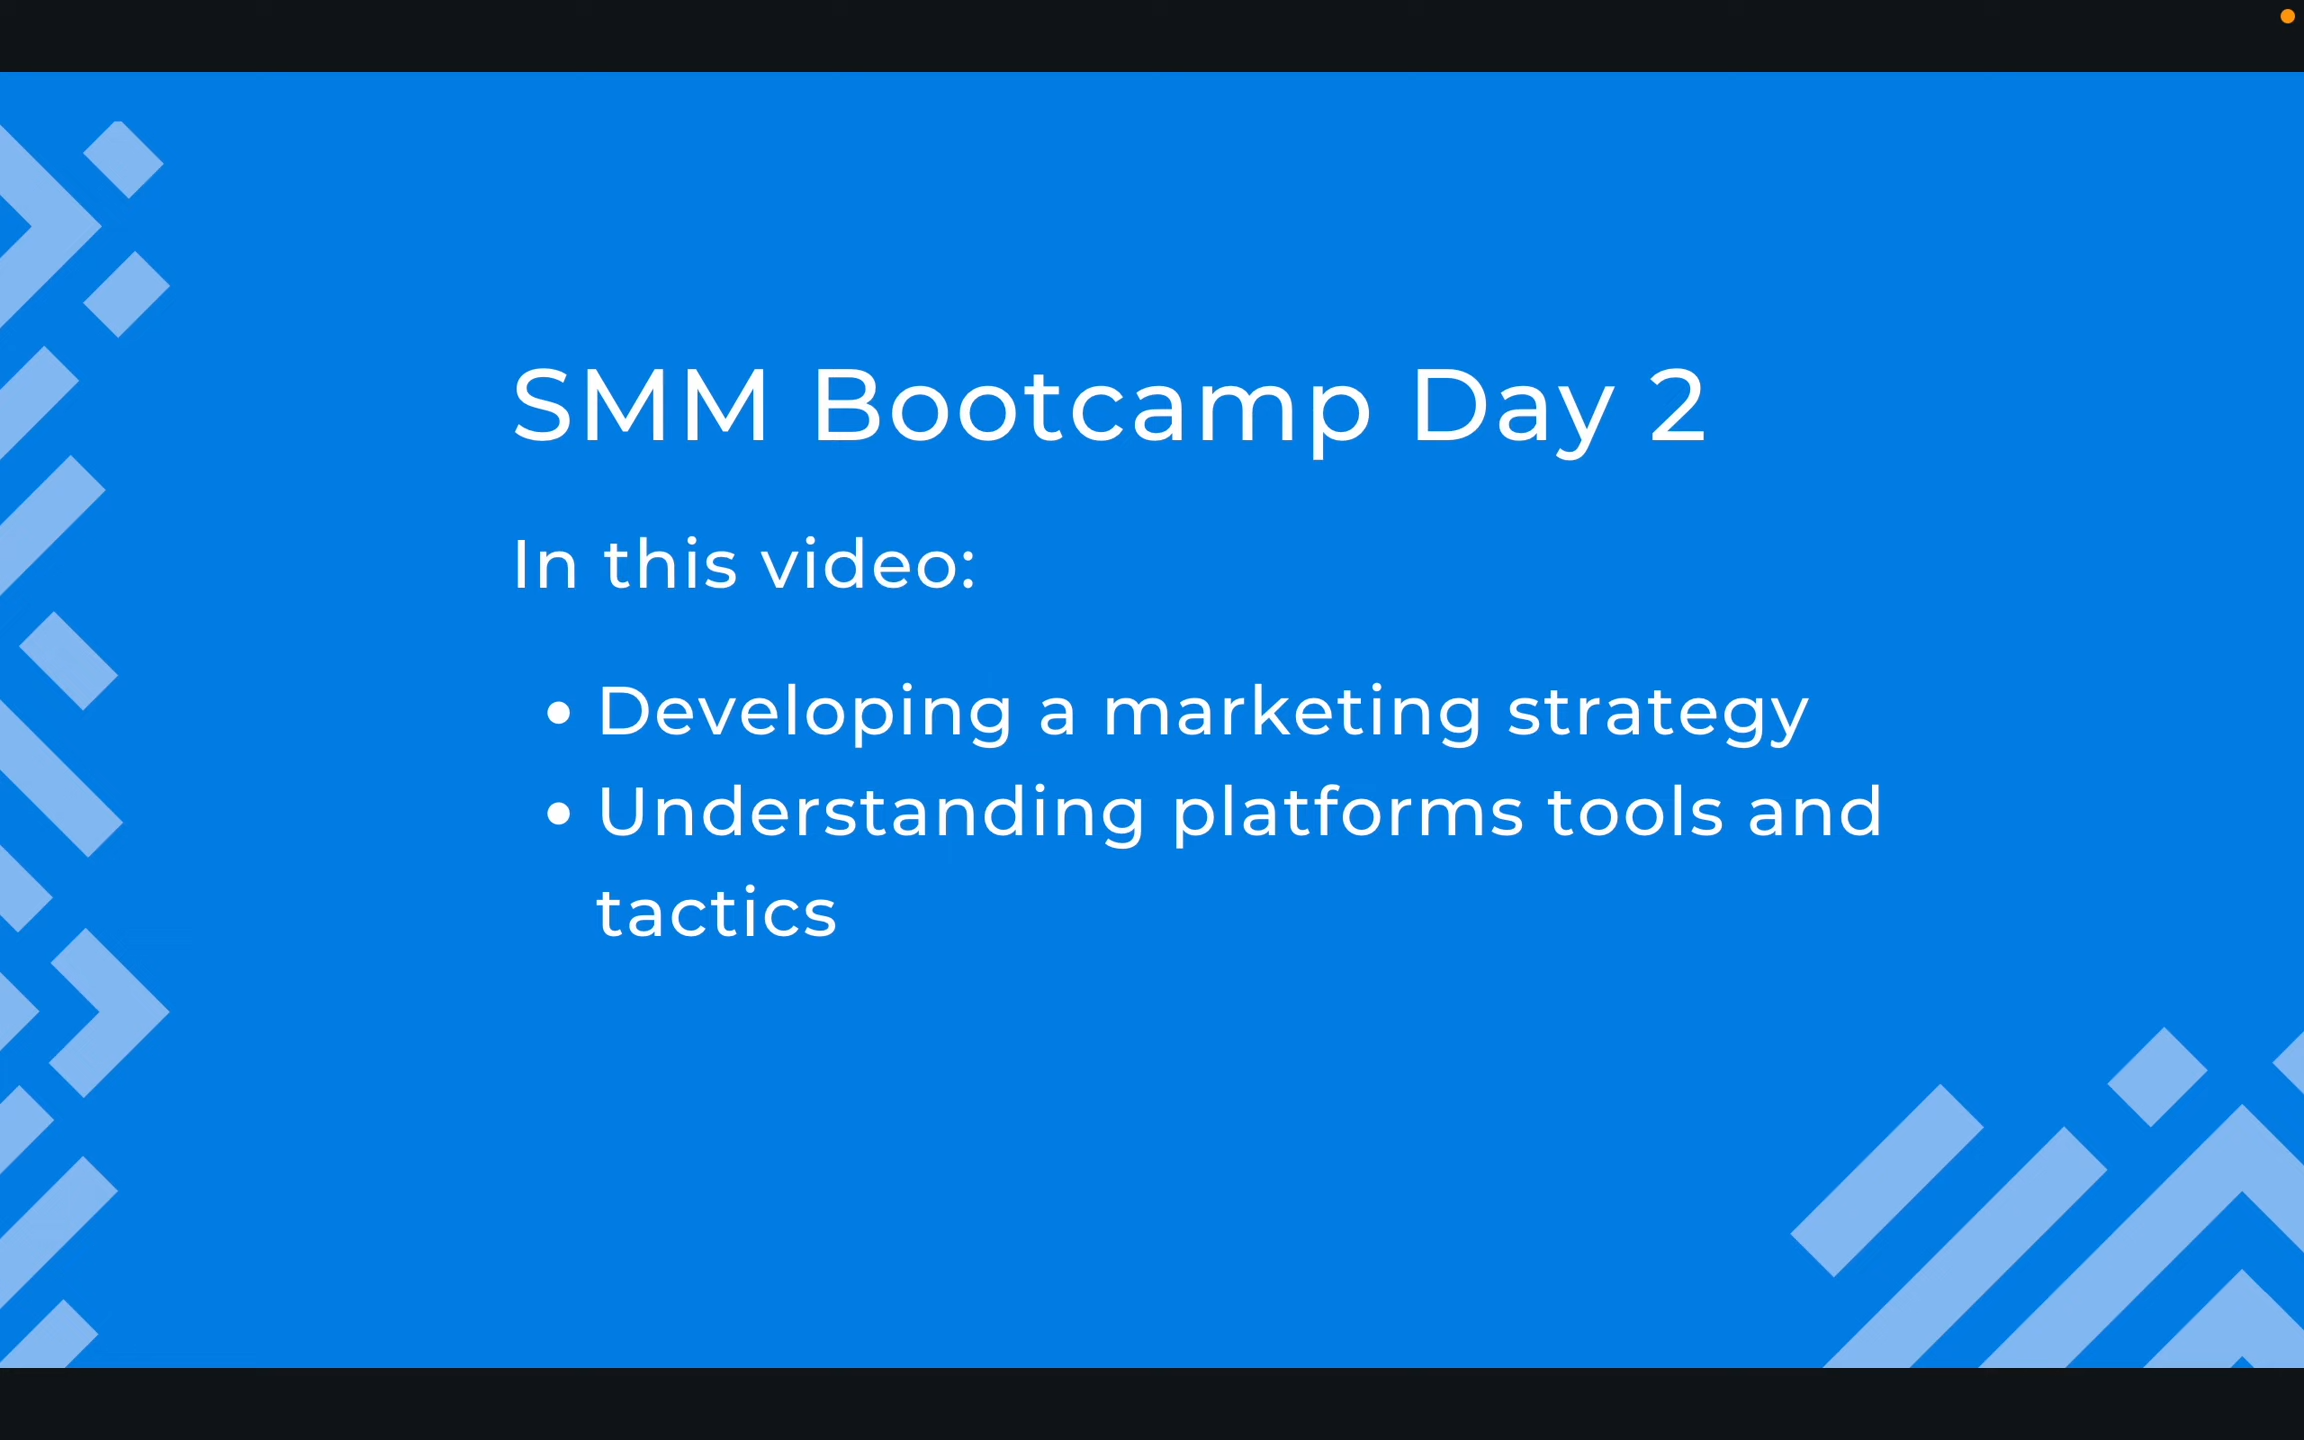 SMM Bootcamp Day 2
In this video:
• Developing a marketing strategy
• Understanding platforms tools and
tactics